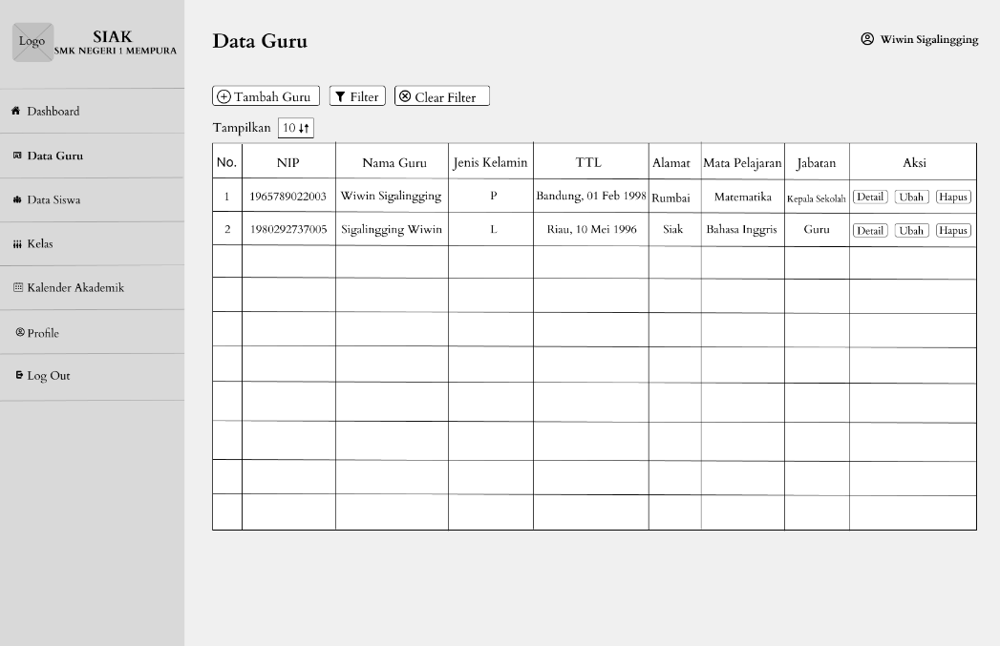 Logo
SIAK
SMK NEGERI 1 MEMPURA
Dashboard
Data Guru
Data Siswa
Kelas
Kalender Akademik
Profile
Log Out
Data Guru
Wiwin Sigalingging
Tambah Guru Filter Clear Filter
Tampilkan 10
No. NIP Nama Guru Jenis Kelamin TTL Alamat Mata Pelajaran Jabatan Aksi
1 1965789022003 Wiwin Sigalingging P Bandung, 01 Feb 1998 Rumbai Matematika Kepala Sekolah Detail Ubah Hapus
2 1980292737005 Sigalingging Wiwin L Riau, 10 Mei 1996 Siak Bahasa Inggris Guru Detail Ubah Hapus